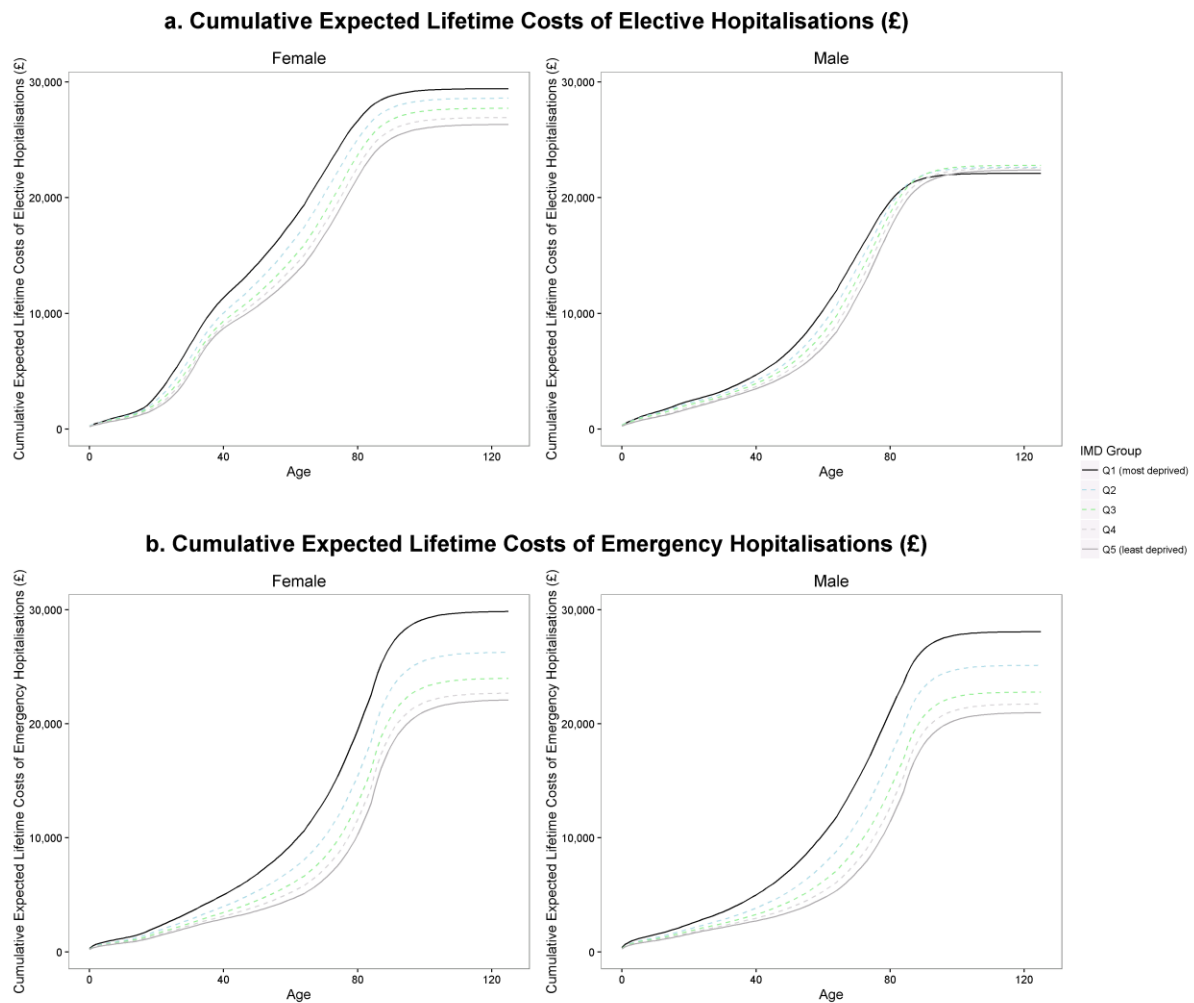 a. Cumulative Expected Lifetime Costs of Elective Hopitalisations (£)
Female
Male
Cumulative Expected Lifetime Costs of Elective Hopitalisations (£)
30,000
20,000
10,000
0
0
40
80
120
Age
Cumulative Expected Lifetime Costs of Elective Hopitalisations (£)
30,000
20,000
10,000
0
0
40
80
120
Age
IMD Group
Q1 (most deprived)
Q2
Q3
Q4
Q5 (least deprived)
b. Cumulative Expected Lifetime Costs of Emergency Hopitalisations (£)
Female
Male
Cumulative Expected Lifetime Costs of Emergency Hopitalisations (£)
30,000
20,000
10,000
0
0
40
80
120
Age
Cumulative Expected Lifetime Costs of Emergency Hopitalisations (£)
30,000
20,000
10,000
0
0
40
80
120
Age